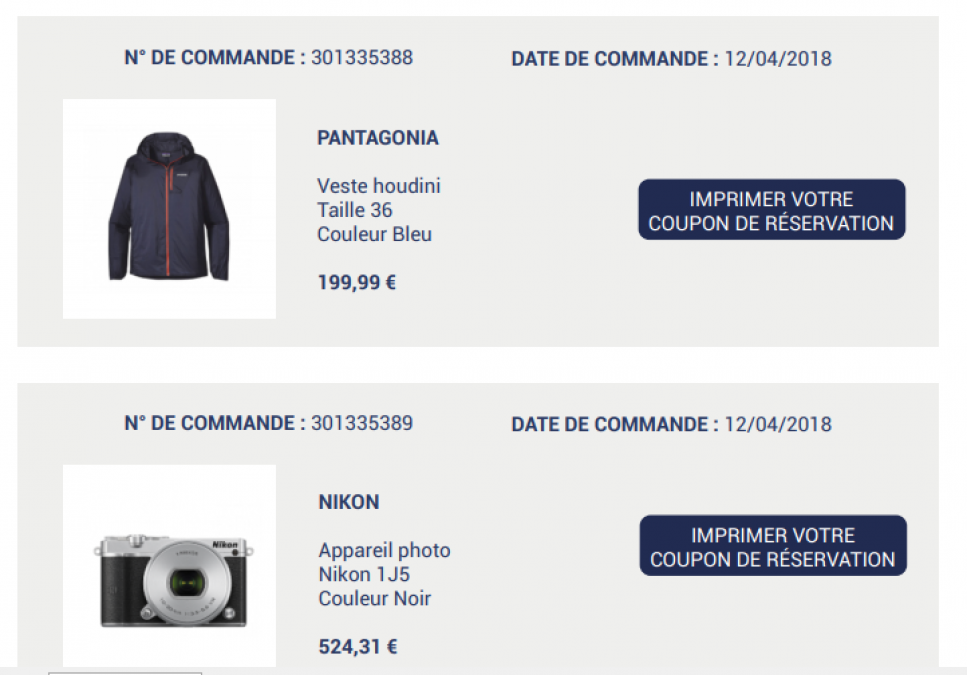 N° DE COMMANDE : 301335388
DATE DE COMMANDE : 12/04/2018
PANTAGONIA
Veste houdini
Taille 36
Couleur Bleu
199,99 €
IMPRIMER VOTRE
COUPON DE RÉSERVATION
N° DE COMMANDE : 301335389
DATE DE COMMANDE : 12/04/2018
Nikon
NIKON
Appareil photo
Nikon 1J5
Couleur Noir
524,31 €
IMPRIMER VOTRE
COUPON DE RÉSERVATION